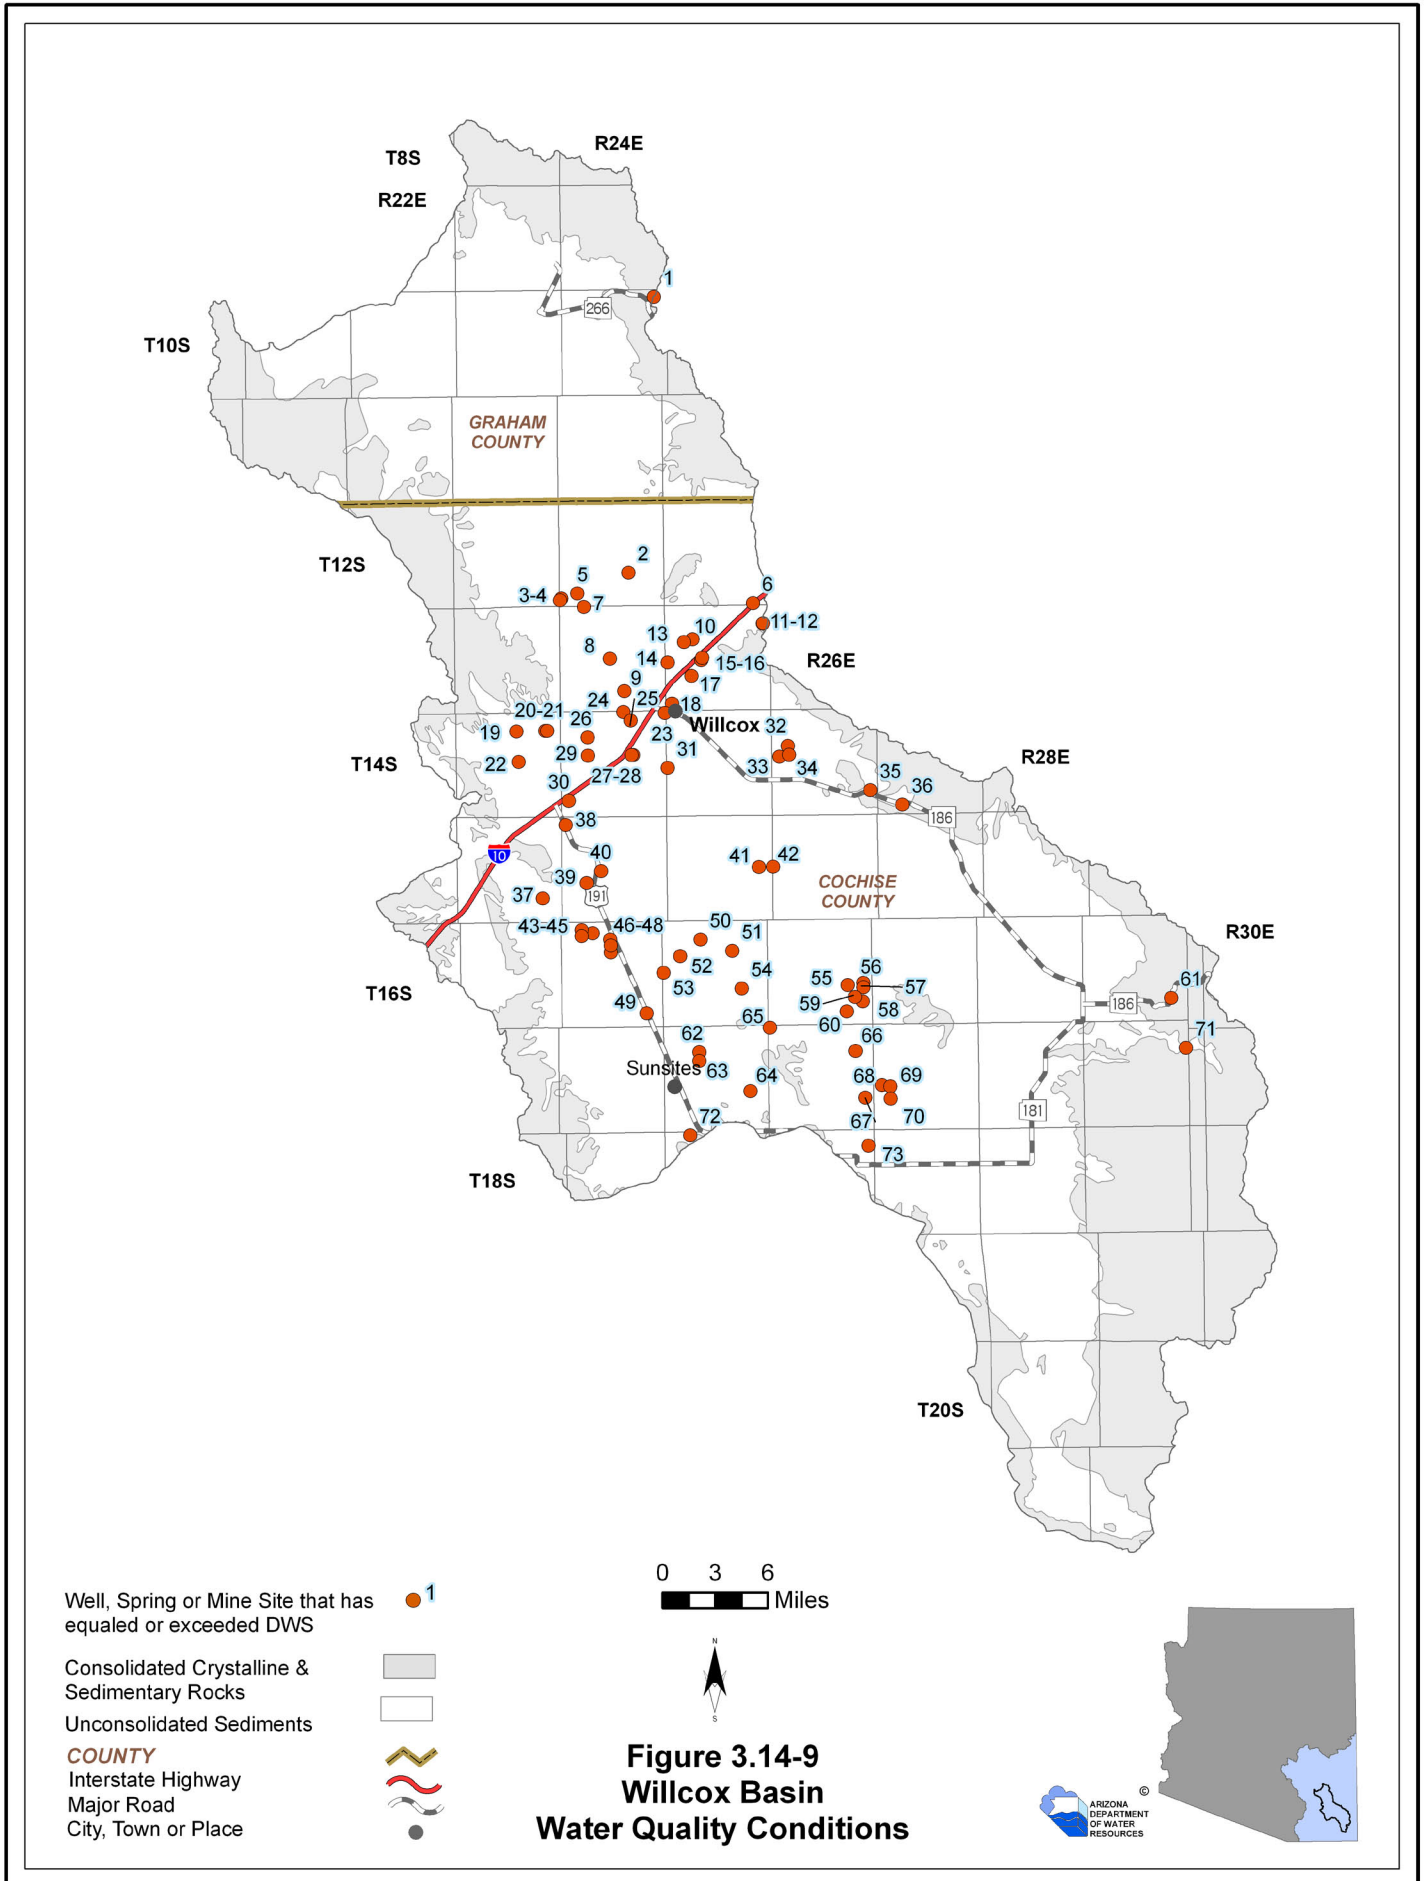 T8S
R24E
R22E
1
266
T10S
GRAHAM
COUNTY
T12S
2
5
3-4
7
6
11-12
13
10
8
14
15-16
R26E
17
9
24
25
18
20-21
26
19
23
Willcox
32
29
31
22
T14S
27-28
33
34
R28E
30
35
36
38
186
10
40
41
42
39
COCHISE
COUNTY
37
191
43-45
46-48
50
51
R30E
52
54
55
56
61
53
57
T16S
59
186
49
58
60
65
71
62
66
Sunsites
63
64
68
69
181
72
67
70
73
T18S
T20S
0 3 6
Miles
Well, Spring or Mine Site that has
equaled or exceeded DWS
1
Consolidated Crystalline &
Sedimentary Rocks
Unconsolidated Sediments
COUNTY
Interstate Highway
Major Road
City, Town or Place
N
S
Figure 3.14-9
Willcox Basin
Water Quality Conditions
©
ARIZONA
DEPARTMENT
OF WATER
RESOURCES